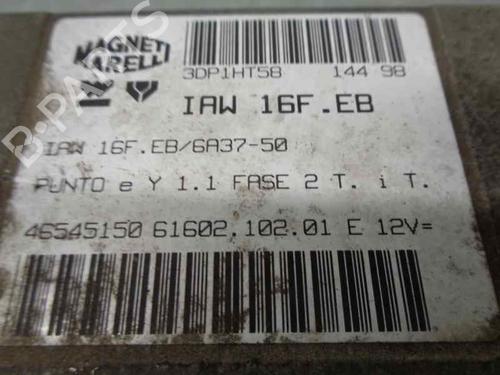 MAGNETI
MARELLI
3DP1HT58 144 98
IAW 16F.EB
IAW 16F.EB/6A37-50
PUNTO e Y 1.1 FASE 2 T. i T.
46545150 61602.102.01 E 12V=
B-PARTS